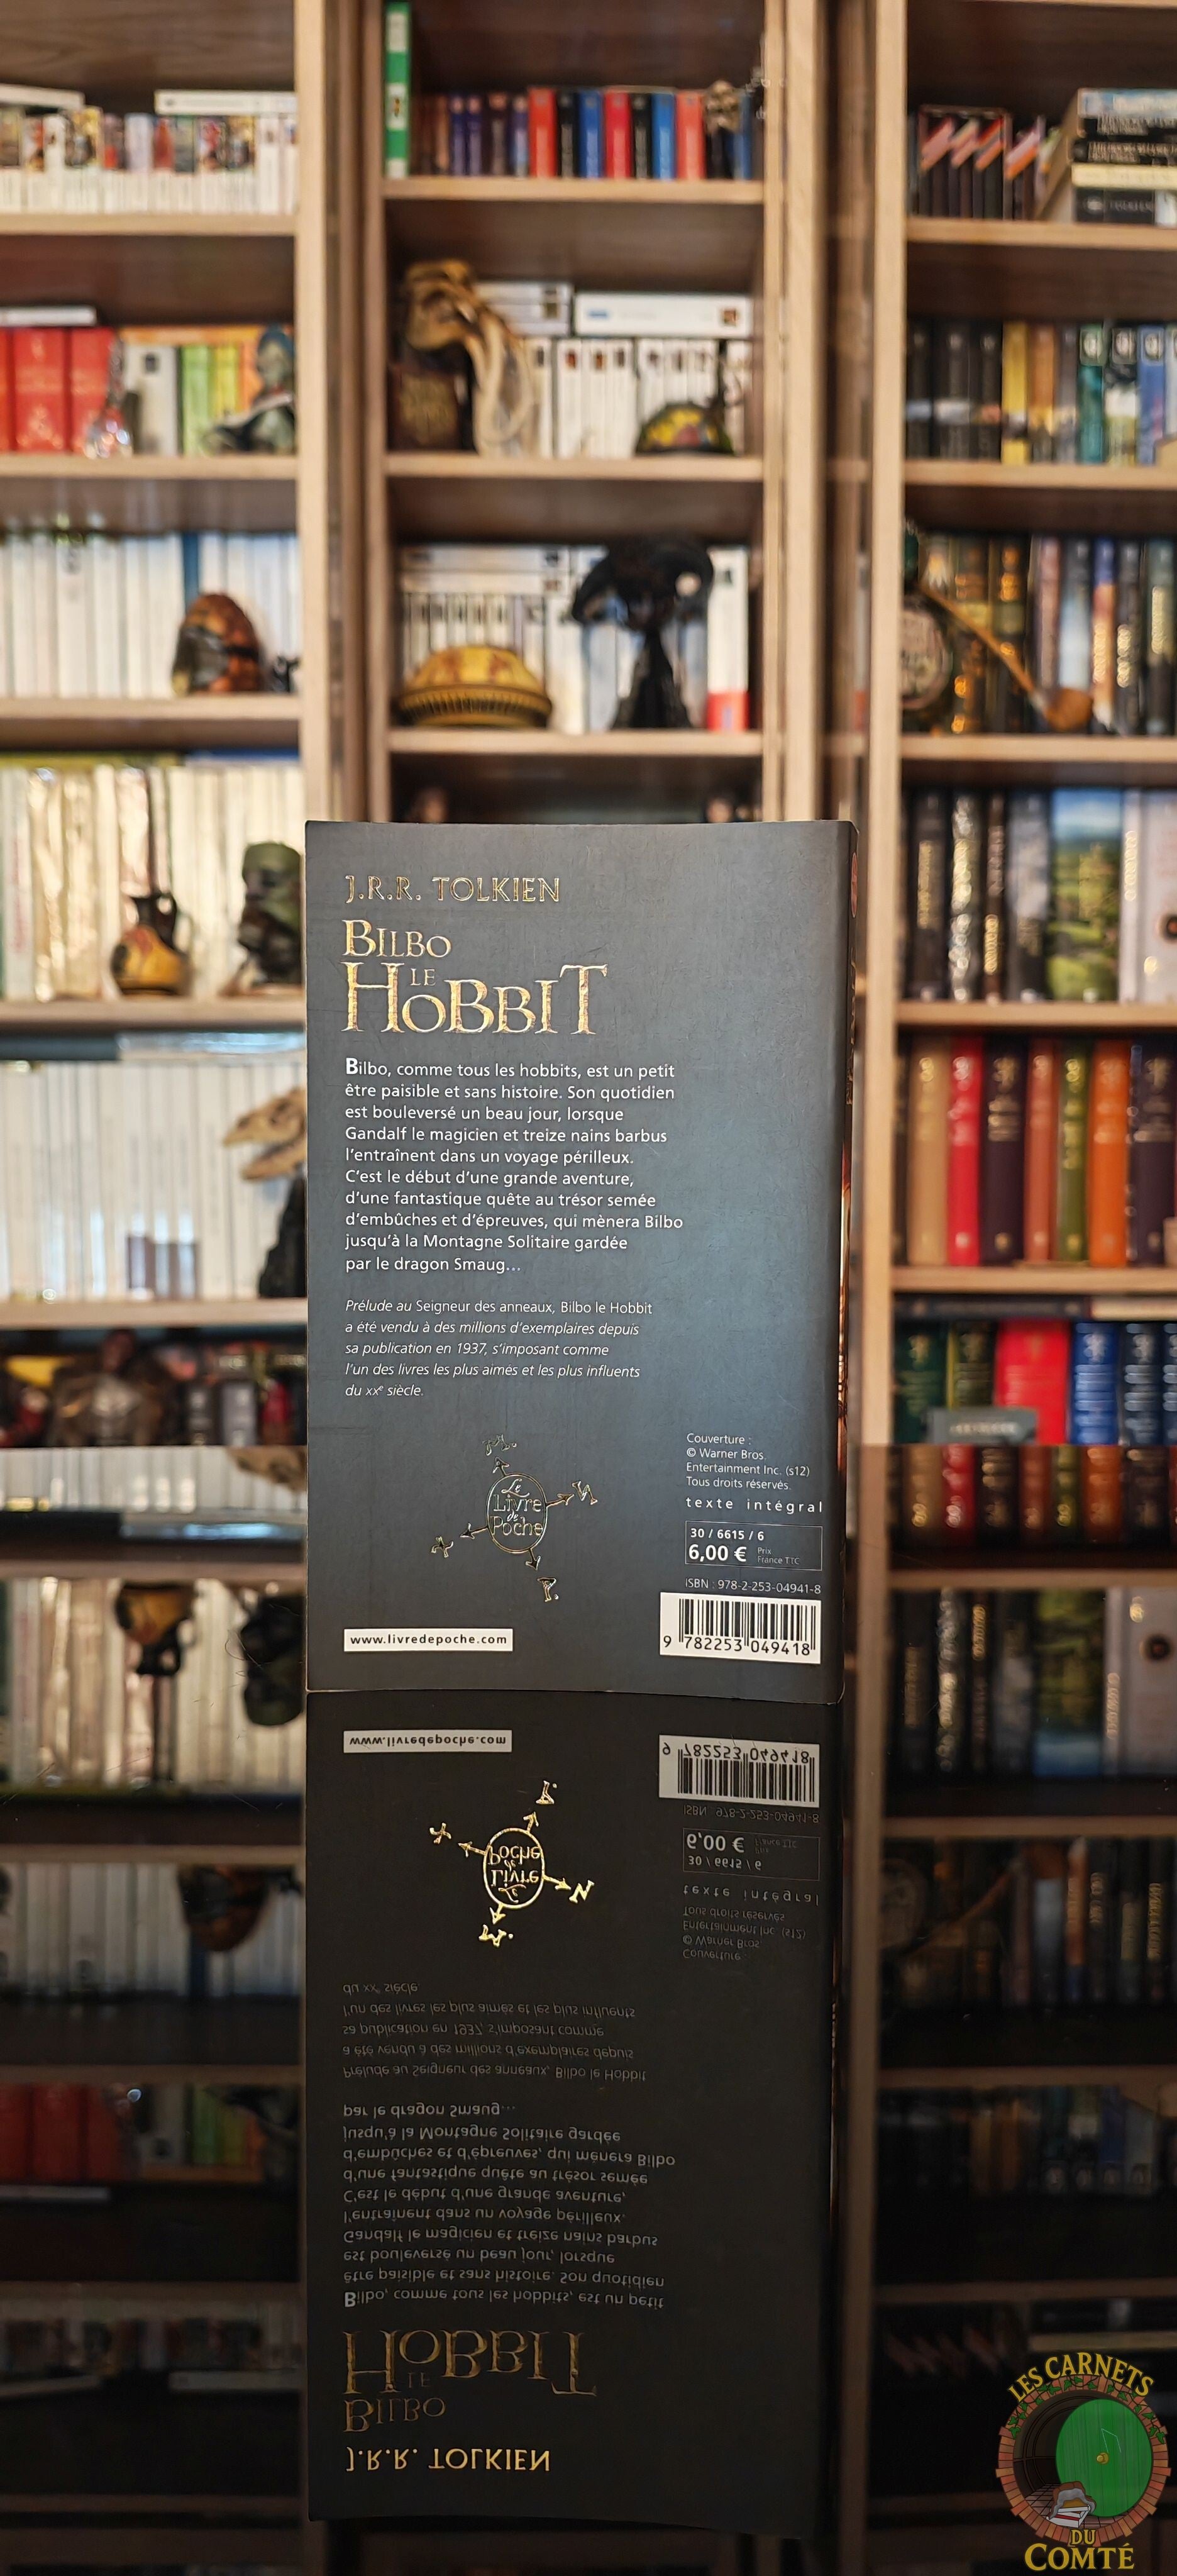 J.R.R. TOLKIEN
BILBO
LE
HOBBIT
Bilbo, comme tous les hobbits, est un petit
être paisible et sans histoire. Son quotidien
est bouleversé un beau jour, lorsque
Gandalf le magicien et treize nains barbus
l'entraînent dans un voyage périlleux.
C'est le début d'une grande aventure,
d'une fantastique quête au trésor semée
d'embûches et d'épreuves, qui mènera Bilbo
jusqu'à la Montagne Solitaire gardée
par le dragon Smaug...
Prélude au Seigneur des anneaux, Bilbo le Hobbit
a été vendu à des millions d'exemplaires depuis
sa publication en 1937, s'imposant comme
l'un des livres les plus aimés et les plus influents
du XXe siècle.
Le
Livre
de
Poche
Couverture :
© Warner Bros.
Entertainment Inc. (s12)
Tous droits réservés.
texte intégral
30 / 6615 / 6
6,00 € Prix
France TTC
ISBN : 978-2-253-04941-8
9 782253 049418
www.livredepoche.com
LES CARNETS
DU
COMTÉ